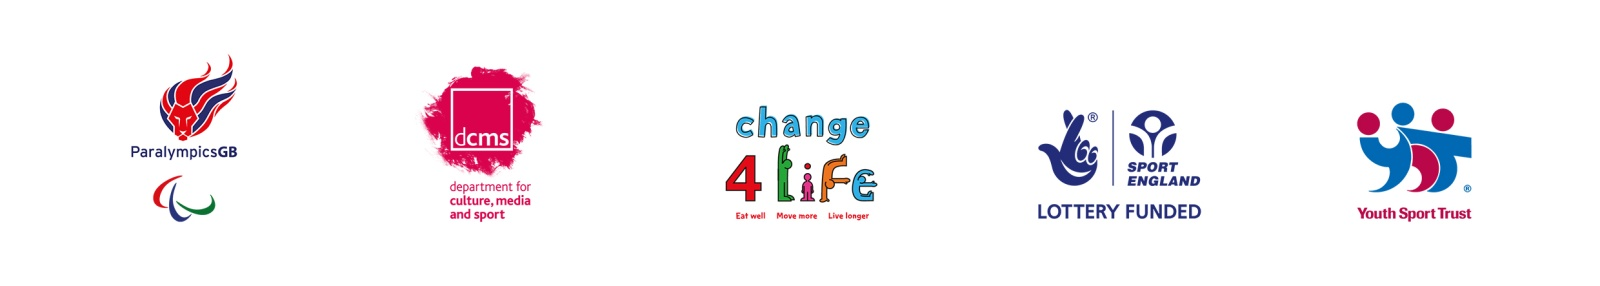 ParalympicsGB
dcms
department for
culture, media
and sport
change
4 LiFe
Eat well Move more Live longer
®
SPORT
ENGLAND
LOTTERY FUNDED
®
Youth Sport Trust